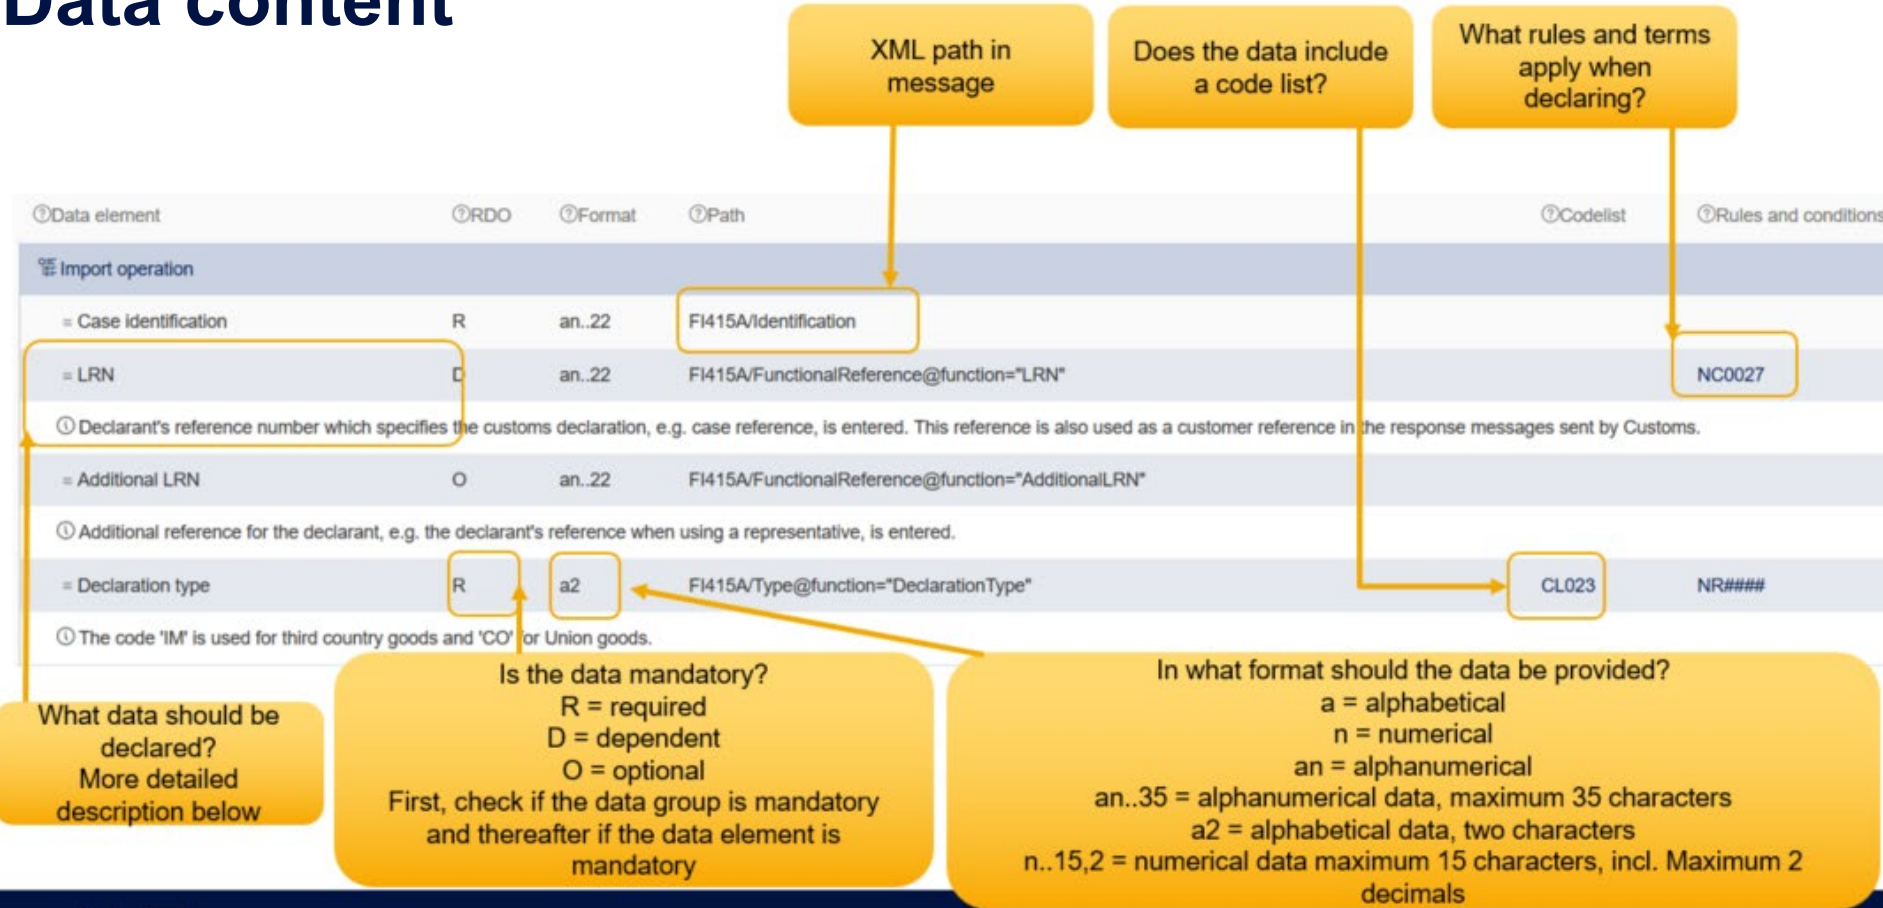 Data content
XML path in
message
Does the data include
a code list?
What rules and terms
apply when
declaring?
Data element RDO Format Path Codelist Rules and conditions
Import operation
= Case identification R an..22 FI415A/Identification
= LRN D an..22 FI415A/FunctionalReference@function="LRN" NC0027
Declarant's reference number which specifies the customs declaration, e.g. case reference, is entered. This reference is also used as a customer reference in the response messages sent by Customs.
= Additional LRN O an..22 FI415A/FunctionalReference@function="AdditionalLRN"
Additional reference for the declarant, e.g. the declarant's reference when using a representative, is entered.
= Declaration type R a2 FI415A/Type@function="DeclarationType" CL023 NR####
The code 'IM' is used for third country goods and 'CO' for Union goods.
What data should be
declared?
More detailed
description below
Is the data mandatory?
R = required
D = dependent
O = optional
First, check if the data group is mandatory
and thereafter if the data element is
mandatory
In what format should the data be provided?
a = alphabetical
n = numerical
an = alphanumerical
an..35 = alphanumerical data, maximum 35 characters
a2 = alphabetical data, two characters
n..15,2 = numerical data maximum 15 characters, incl. Maximum 2
decimals